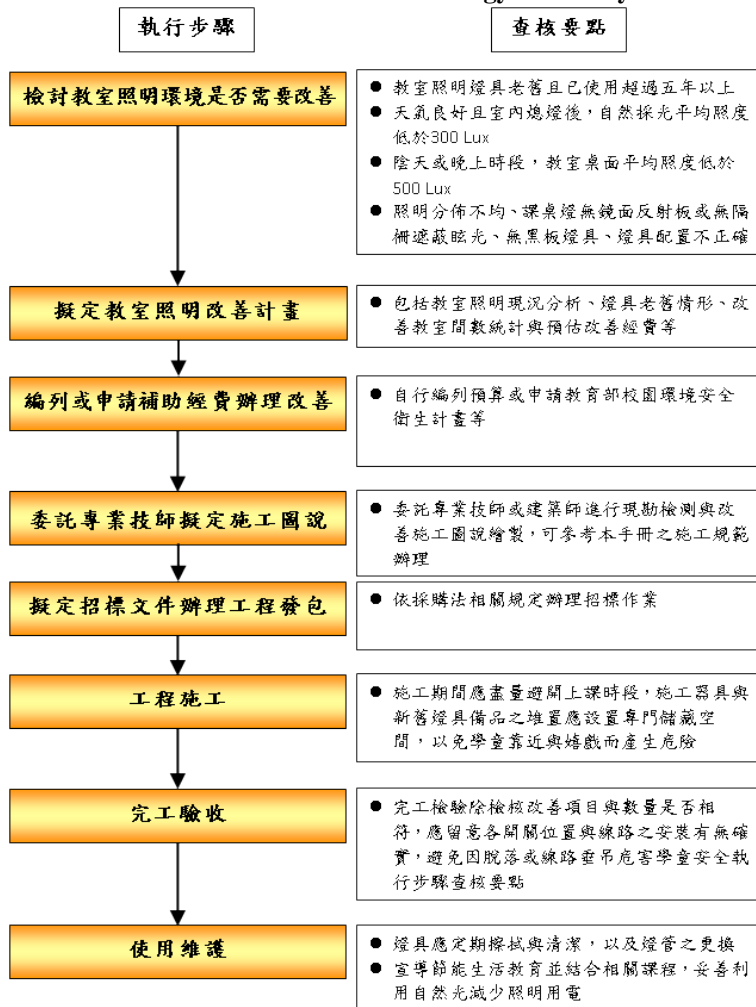 執行步驟
查核要點
檢討教室照明環境是否需要改善
● 教室照明燈具老舊且已使用超過五年以上
● 天氣良好且室內熄燈後，自然採光平均照度
低於300 Lux
● 陰天或晚上時段，教室桌面平均照度低於
500 Lux
● 照明分佈不均、課桌燈無鏡面反射板或無隔
柵遮蔽眩光、無黑板燈具、燈具配置不正確
擬定教室照明改善計畫
● 包括教室照明現況分析、燈具老舊情形、改
善教室間數統計與預估改善經費等
編列或申請補助經費辦理改善
● 自行編列預算或申請教育部校園環境安全
衛生計畫等
委託專業技師擬定施工圖說
● 委託專業技師或建築師進行現勘檢測與改
善施工圖說繪製，可參考本手冊之施工規範
辦理
擬定招標文件辦理工程發包
● 依採購法相關規定辦理招標作業
工程施工
● 施工期間應盡量避開上課時段，施工器具與
新舊燈具備品之堆置應設置專門儲藏空
間，以免學童靠近與嬉戲而產生危險
完工驗收
● 完工檢驗除檢核改善項目與數量是否相
符，應留意各開關位置與線路之安裝有無確
實，避免因脫落或線路垂吊危害學童安全執
行步驟查核要點
使用維護
● 燈具應定期擦拭與清潔，以及燈管之更換
● 宣導節能生活教育並結合相關課程，妥善利
用自然光減少照明用電